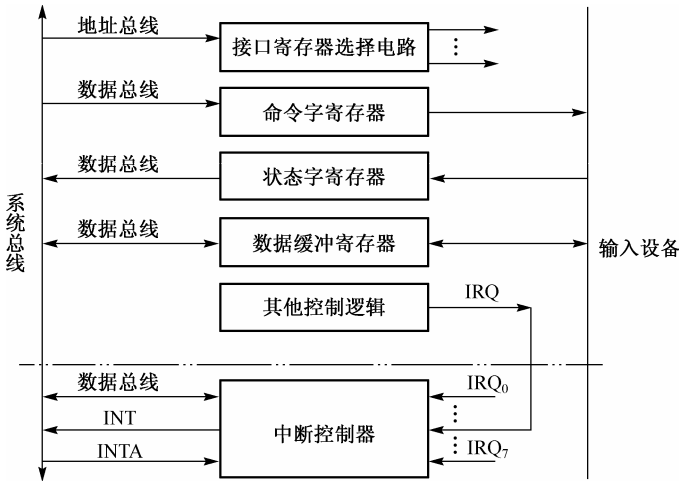 地址总线
接口寄存器选择电路
数据总线
命令字寄存器
数据总线
状态字寄存器
系统总线
数据总线
数据缓冲寄存器
输入设备
其他控制逻辑
IRQ
数据总线
IRQ0
INT
中断控制器
INTA
IRQ7